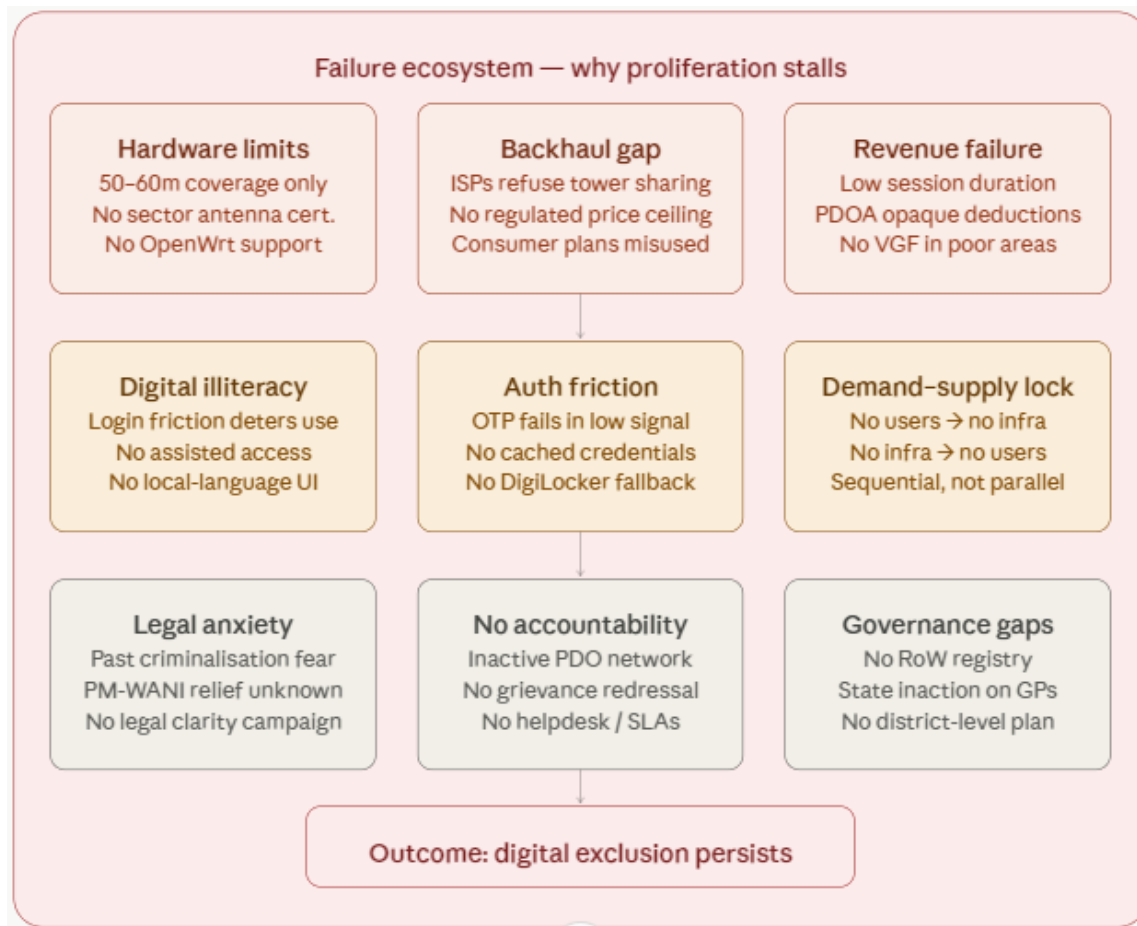 Failure ecosystem — why proliferation stalls
Hardware limits
50–60m coverage only
No sector antenna cert.
No OpenWrt support
Backhaul gap
ISPs refuse tower sharing
No regulated price ceiling
Consumer plans misused
Revenue failure
Low session duration
PDOA opaque deductions
No VGF in poor areas
Digital illiteracy
Login friction deters use
No assisted access
No local-language UI
Auth friction
OTP fails in low signal
No cached credentials
No DigiLocker fallback
Demand–supply lock
No users → no infra
No infra → no users
Sequential, not parallel
Legal anxiety
Past criminalisation fear
PM-WANI relief unknown
No legal clarity campaign
No accountability
Inactive PDO network
No grievance redressal
No helpdesk / SLAs
Governance gaps
No RoW registry
State inaction on GPs
No district-level plan
Outcome: digital exclusion persists